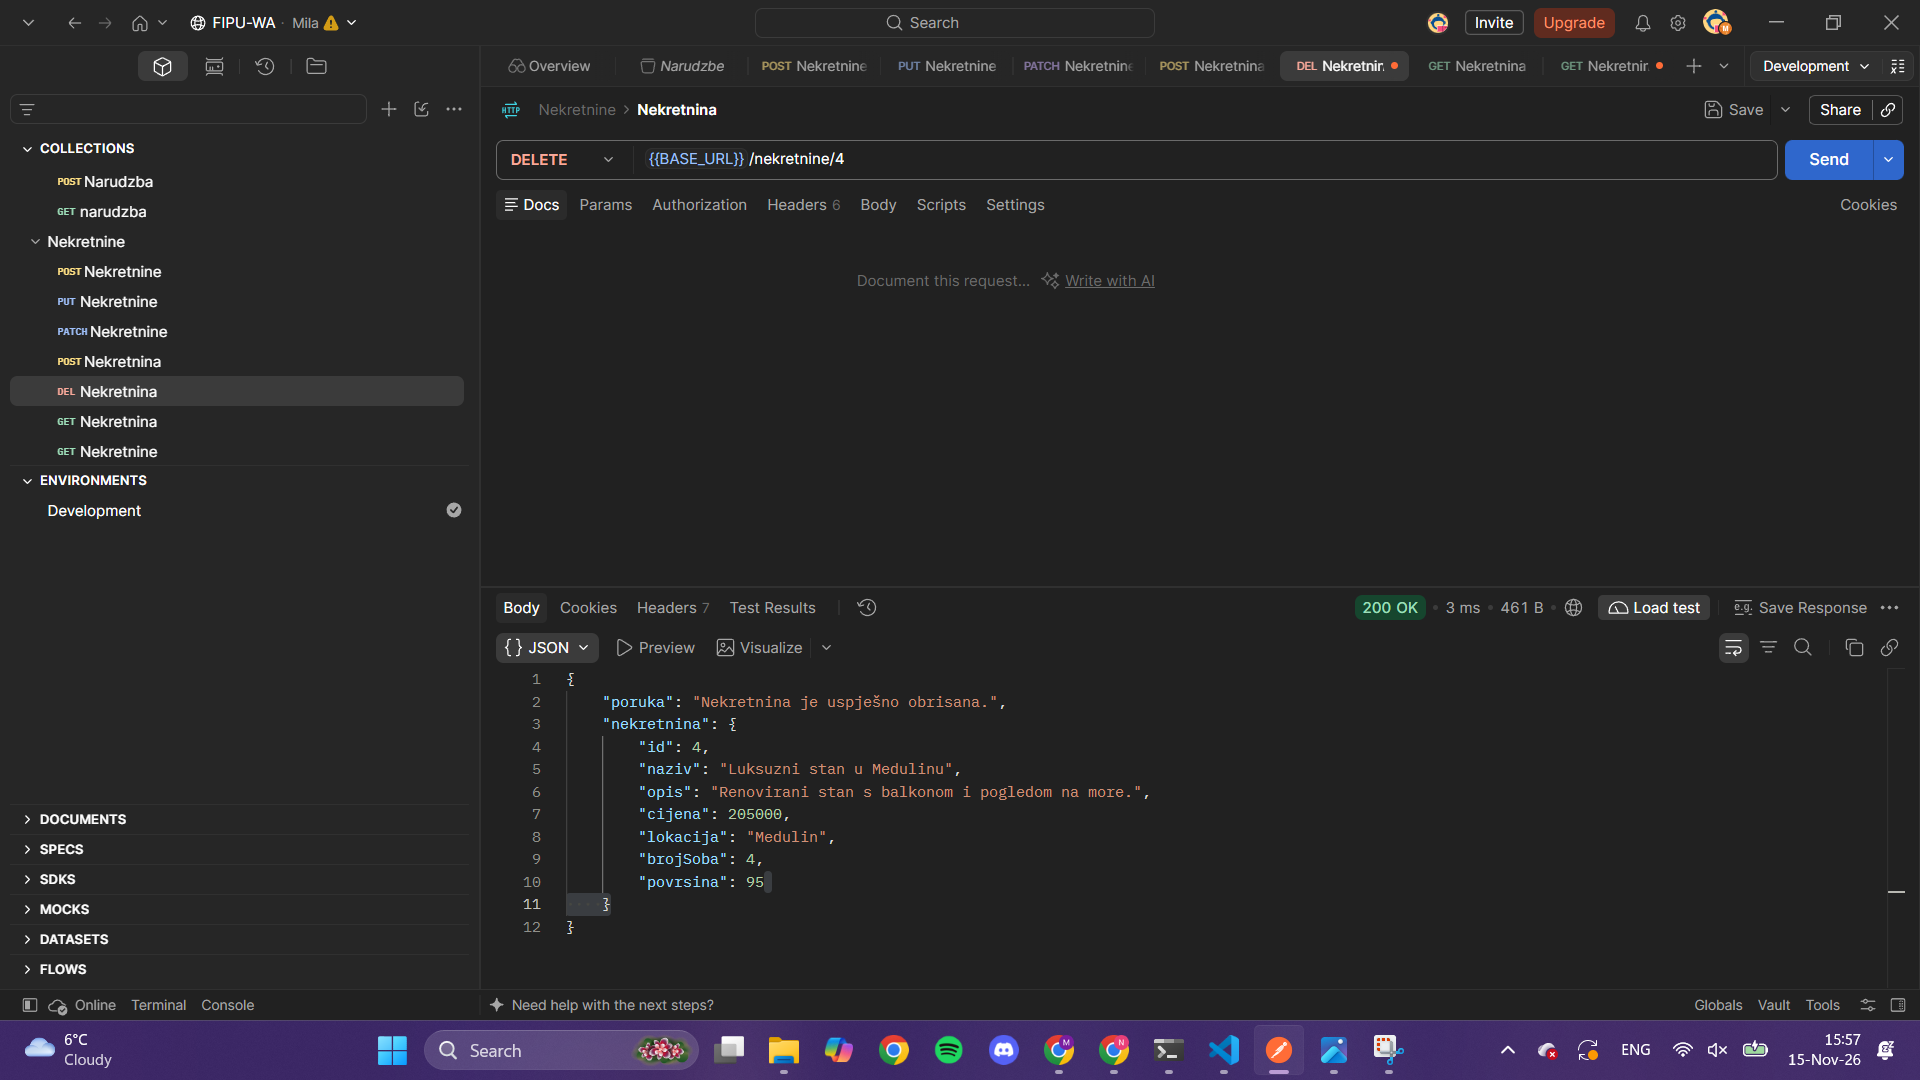 FIPU-WA · Mila
Search
Invite
Upgrade
Overview
Narudzbe
POST Nekretnine
PUT Nekretnine
PATCH Nekretnine
POST Nekretnina
DEL Nekretnir
GET Nekretnina
GET Nekretnir
Development
COLLECTIONS
POST Narudzba
GET narudzba
Nekretnine
POST Nekretnine
PUT Nekretnine
PATCH Nekretnine
POST Nekretnina
DEL Nekretnina
GET Nekretnina
GET Nekretnine
ENVIRONMENTS
Development
DOCUMENTS
SPECS
SDKS
MOCKS
DATASETS
FLOWS
HTTP Nekretnine > Nekretnina
Save
Share
DELETE
{{BASE_URL}} /nekretnine/4
Send
Docs
Params
Authorization
Headers 6
Body
Scripts
Settings
Cookies
Document this request... Write with AI
Body
Cookies
Headers 7
Test Results
200 OK
3 ms
461 B
Load test
e.g. Save Response
{} JSON
Preview
Visualize
1 {
2 "poruka": "Nekretnina je uspješno obrisana.",
3 "nekretnina": {
4 "id": 4,
5 "naziv": "Luksuzni stan u Medulinu",
6 "opis": "Renovirani stan s balkonom i pogledom na more.",
7 "cijena": 205000,
8 "lokacija": "Medulin",
9 "brojSoba": 4,
10 "povrsina": 95
11 }
12 }
Online
Terminal
Console
Need help with the next steps?
Globals
Vault
Tools
6°C
Cloudy
Search
ENG
15:57
15-Nov-26